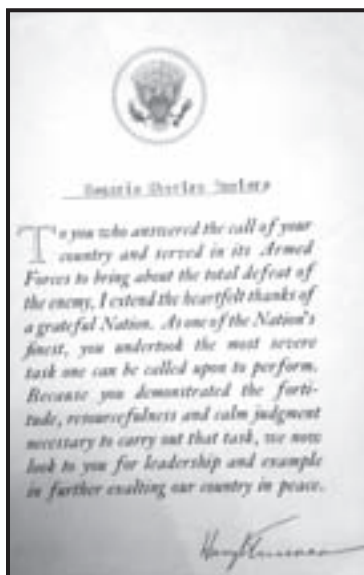 To you who answered the call of your
country and served in its Armed
Forces to bring about the total defeat of
the enemy, I extend the heartfelt thanks of
a grateful Nation. As one of the Nation's
finest, you undertook the most severe
task one can be called upon to perform.
Because you demonstrated the forti-
tude, resourcefulness and calm judgment
necessary to carry out that task, we now
look to you for leadership and example
in further exalting our country in peace.
Harry Truman